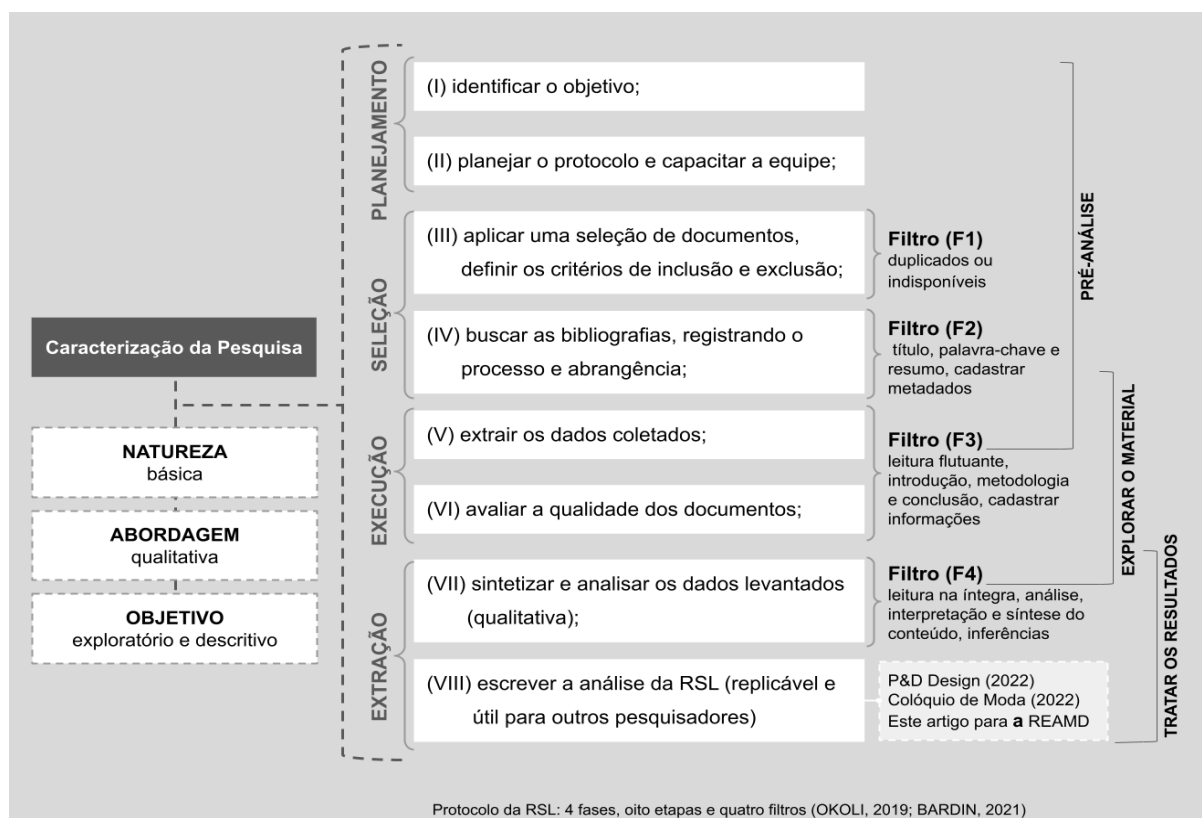 Caracterização da Pesquisa
NATUREZA
básica
ABORDAGEM
qualitativa
OBJETIVO
exploratório e descritivo
PLANEJAMENTO
(I) identificar o objetivo;
(II) planejar o protocolo e capacitar a equipe;
SELEÇÃO
(III) aplicar uma seleção de documentos,
definir os critérios de inclusão e exclusão;
Filtro (F1)
duplicados ou
indisponíveis
(IV) buscar as bibliografias, registrando o
processo e abrangência;
Filtro (F2)
título, palavra-chave e
resumo, cadastrar
metadados
EXECUÇÃO
(V) extrair os dados coletados;
(VI) avaliar a qualidade dos documentos;
Filtro (F3)
leitura flutuante,
introdução, metodologia
e conclusão, cadastrar
informações
EXTRAÇÃO
(VII) sintetizar e analisar os dados levantados
(qualitativa);
Filtro (F4)
leitura na íntegra, análise,
interpretação e síntese do
conteúdo, inferências
(VIII) escrever a análise da RSL (replicável e
útil para outros pesquisadores)
P&D Design (2022)
Colóquio de Moda (2022)
Este artigo para a REAMD
PRÉ-ANÁLISE
EXPLORAR O MATERIAL
TRATAR OS RESULTADOS
Protocolo da RSL: 4 fases, oito etapas e quatro filtros (OKOLI, 2019; BARDIN, 2021)